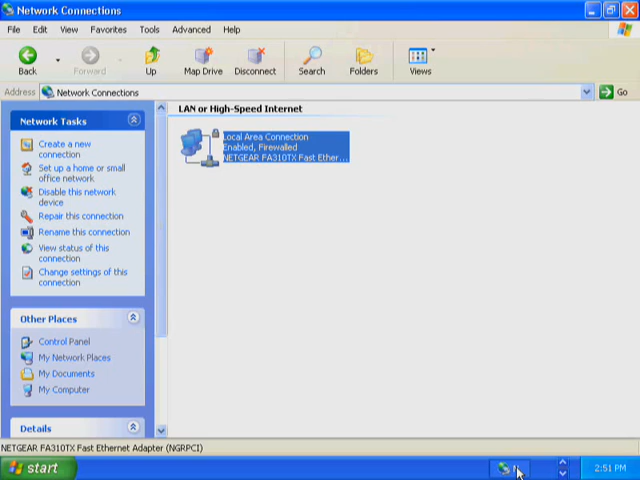 Network Connections
File Edit View Favorites Tools Advanced Help
Back Forward Up Map Drive Disconnect Search Folders Views
Address Network Connections Go
Network Tasks
Create a new
connection
Set up a home or small
office network
Disable this network
device
Repair this connection
Rename this connection
View status of this
connection
Change settings of this
connection
Other Places
Control Panel
My Network Places
My Documents
My Computer
Details
LAN or High-Speed Internet
Local Area Connection
Enabled, Firewalled
NETGEAR FA310TX Fast Ether...
NETGEAR FA310TX Fast Ethernet Adapter (NGRPCI)
start 2:51 PM